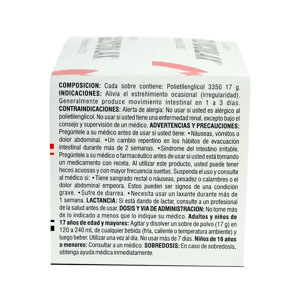 COMPOSICION: Cada sobre contiene: Polietilenglicol 3350 17 g.
INDICACIONES: Alivia el estreñimiento ocasional (irregularidad).
Generalmente produce movimiento intestinal en 1 a 3 días.
CONTRAINDICACIONES: Alerta de alergia: No usar si usted es alérgico al
polietilenglicol. No usar si usted tiene enfermedad renal, excepto bajo el
consejo y supervisión de un médico. ADVERTENCIAS Y PRECAUCIONES:
Pregúntele a su médico antes de usar si usted tiene: •Náuseas, vómitos o
dolor abdominal. •Un cambio repentino en los hábitos de evacuación
intestinal durante más de 2 semanas. •Síndrome del intestino irritable.
Pregúntele a su médico o farmacéutico antes de usar si usted está tomando
un medicamento con receta. Al utilizar este producto, usted puede tener
heces acuosas y con mayor frecuencia sueltas. Suspenda el uso y consulte
al médico si: •Tiene sangrado rectal o náuseas, pesadez o calambres o el
dolor abdominal empeora. Estos pueden ser signos de una condición
grave. •Sufre de diarrea. •Necesita usar un laxante durante más de
1 semana. LACTANCIA: Si está dando de lactar, consulte a un profesional
de la salud antes de usar. DOSIS Y VIA DE ADMINISTRACION: No tome más
de lo indicado a menos que lo indique su médico. Adultos y niños de
17 años de edad y mayores: Agitar y disolver un sobre de polvo (17 g) en
120 a 240 mL de cualquier bebida (fría, caliente o temperatura ambiente)
y luego beber. Utilizar una vez al día. No usar más de 7 días. Niños de 16 años
o menores: Consultar a un médico. SOBREDOSIS: En caso de sobredosis,
obtenga ayuda médica inmediatamente.